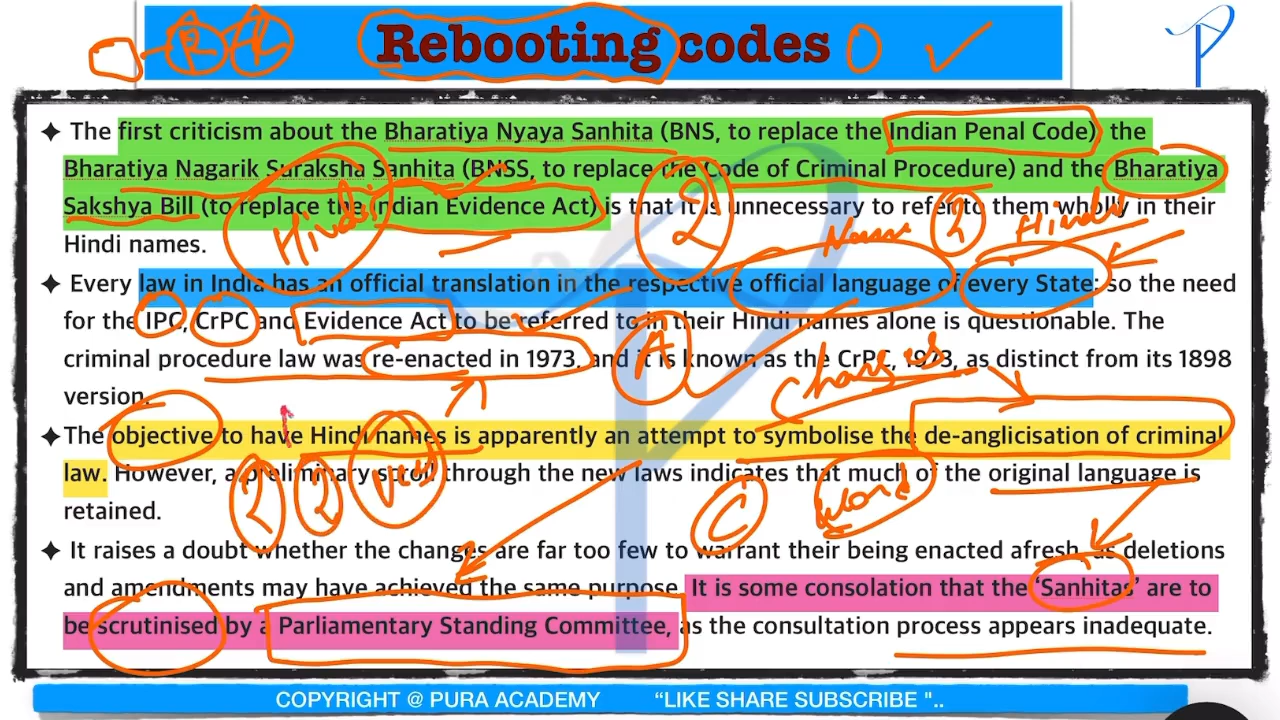 Rebooting codes
✦ The first criticism about the Bharatiya Nyaya Sanhita (BNS, to replace the Indian Penal Code) the
Bharatiya Nagarik Suraksha Sanhita (BNSS, to replace the Code of Criminal Procedure) and the Bharatiya
Sakshya Bill (to replace the Indian Evidence Act) is that it is unnecessary to refer to them wholly in their
Hindi names.
Hindi
2
Name 2 Hindi
✦ Every law in India has an official translation in the respective official language of every State; so the need
for the IPC, CrPC and Evidence Act to be referred to in their Hindi names alone is questionable. The
criminal procedure law was re-enacted in 1973, and it is known as the CrPC, 1973, as distinct from its 1898
version.
A
✦ The objective to have Hindi names is apparently an attempt to symbolise the de-anglicisation of criminal
law. However, a preliminary scroll through the new laws indicates that much of the original language is
retained.
2 2
C word
✦ It raises a doubt whether the changes are far too few to warrant their being enacted afresh, as deletions
and amendments may have achieved the same purpose. It is some consolation that the ‘Sanhitas’ are to
be scrutinised by a Parliamentary Standing Committee, as the consultation process appears inadequate.
COPYRIGHT @ PURA ACADEMY “LIKE SHARE SUBSCRIBE "..